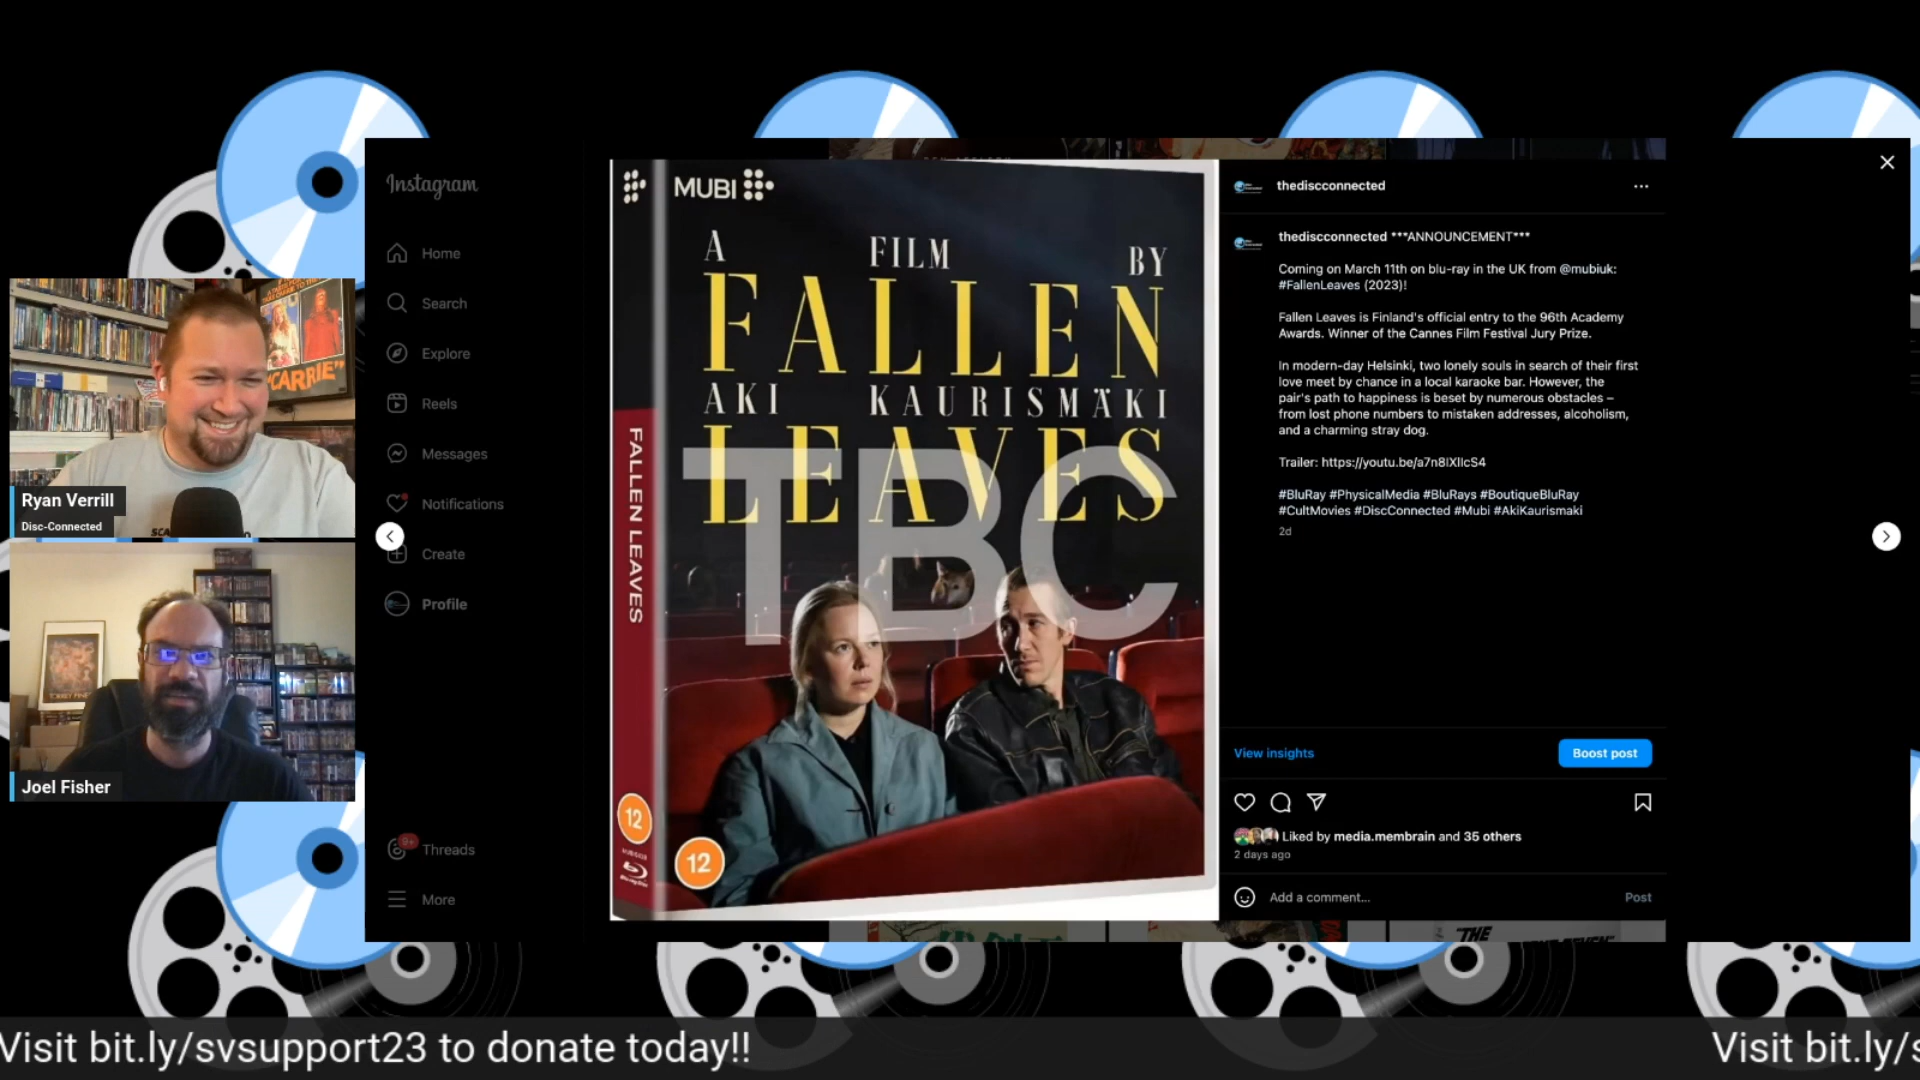 Instagram
Home
Search
Explore
Reels
Messages
Notifications
Create
Profile
9+
Threads
More
"CARRIE"
Ryan Verrill
Disc-Connected
Joel Fisher
MUBI
A FILM BY
FALLEN
AKI KAURISMÄKI
LEAVES
TBC
FALLEN LEAVES
12
12
thediscconnected
thediscconnected ***ANNOUNCEMENT***
Coming on March 11th on blu-ray in the UK from @mubiuk:
#FallenLeaves (2023)!
Fallen Leaves is Finland's official entry to the 96th Academy
Awards. Winner of the Cannes Film Festival Jury Prize.
In modern-day Helsinki, two lonely souls in search of their first
love meet by chance in a local karaoke bar. However, the
pair's path to happiness is beset by numerous obstacles –
from lost phone numbers to mistaken addresses, alcoholism,
and a charming stray dog.
Trailer: https://youtu.be/a7n8IXIIcS4
#BluRay #PhysicalMedia #BluRays #BoutiqueBluRay
#CultMovies #DiscConnected #Mubi #AkiKaurismaki
2d
View insights
Boost post
Liked by media.membrain and 35 others
2 days ago
Add a comment...
Post
THE
Visit bit.ly/svsupport23 to donate today!!
Visit bit.ly/s